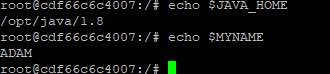 root@cdf66c6c4007:/# echo $JAVA_HOME
/opt/java/1.8
root@cdf66c6c4007:/# echo $MYNAME
ADAM
root@cdf66c6c4007:/#